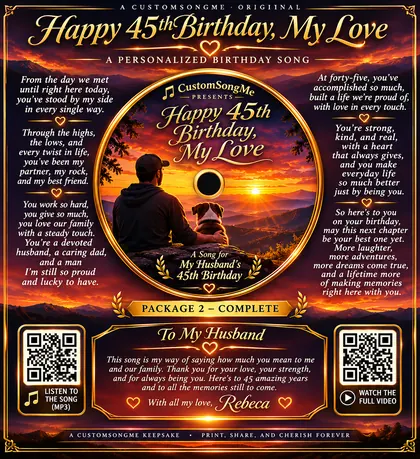 A CUSTOMSONGME · ORIGIINAL
Happy 45th Birthday, My Love
A PERSONALIZED BIRTHDAY SONG
From the day we met
until right here today,
you've stood by my side
in every single way.
Through the highs,
the lows, and
every twist in life,
you've been my
partner, my rock,
and my best friend.
You work so hard,
you give so much,
you love our family
with a steady touch.
You're a devoted
husband, a caring dad,
and a man
I'm still so proud
and lucky to have.
CustomSongMe
PRESENTS
Happy 45th
Birthday,
My Love
A Song for
My Husband's
45th Birthday
At forty-five, you've
accomplished so much,
built a life we're proud of,
with love in every touch.
You're strong,
kind, and real,
with a heart
that always gives,
and you make
everyday life
so much better
just by being you.
So here's to you
on your birthday,
may this next chapter
be your best one yet.
More laughter,
more adventures,
more dreams come true,
and a lifetime more
of making memories
right here with you.
PACKAGE 2 – COMPLETE
LISTEN TO
THE SONG
(MP3)
To My Husband
This song is my way of saying how much you mean to me
and our family. Thank you for your love, your strength,
and for always being you. Here's to 45 amazing years
and to all the memories still to come.
With all my love, Rebeca
WATCH THE
FULL VIDEO
A CUSTOMSONGME KEEPSAKE • PRINT, SHARE, AND CHERISH FOREVER